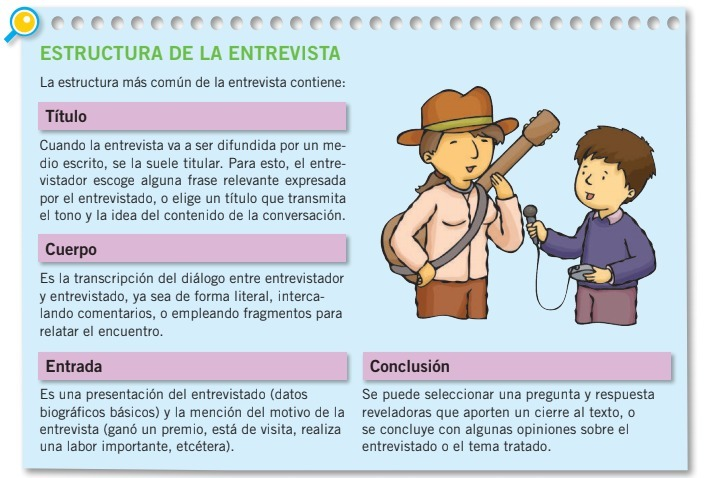 ESTRUCTURA DE LA ENTREVISTA
La estructura más común de la entrevista contiene:
Título
Cuando la entrevista va a ser difundida por un me-
dio escrito, se la suele titular. Para esto, el entre-
vistador escoge alguna frase relevante expresada
por el entrevistado, o elige un título que transmita
el tono y la idea del contenido de la conversación.
Cuerpo
Es la transcripción del diálogo entre entrevistador
y entrevistado, ya sea de forma literal, interca-
lando comentarios, o empleando fragmentos para
relatar el encuentro.
Entrada
Es una presentación del entrevistado (datos
biográficos básicos) y la mención del motivo de la
entrevista (ganó un premio, está de visita, realiza
una labor importante, etcétera).
Conclusión
Se puede seleccionar una pregunta y respuesta
reveladoras que aporten un cierre al texto, o
se concluye con algunas opiniones sobre el
entrevistado o el tema tratado.